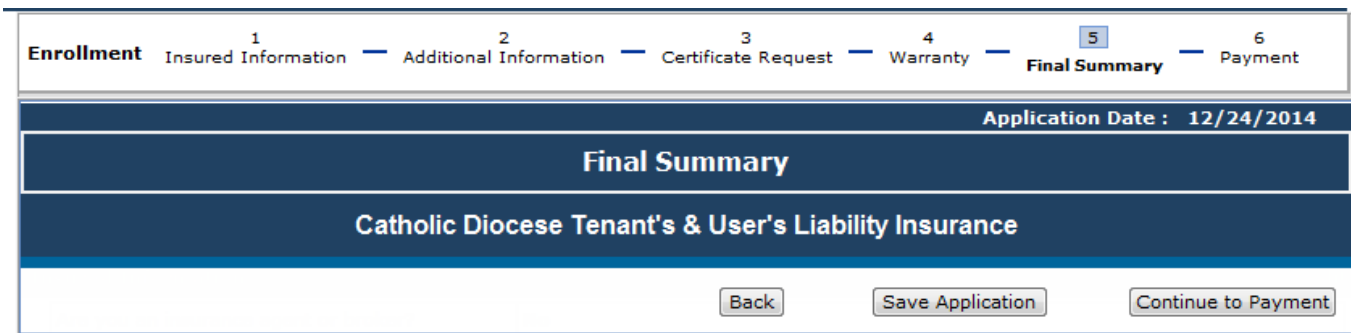 Enrollment 1 Insured Information — 2 Additional Information — 3 Certificate Request — 4 Warranty — 5 Final Summary — 6 Payment
Application Date : 12/24/2014
Final Summary
Catholic Diocese Tenant's & User's Liability Insurance
Back Save Application Continue to Payment